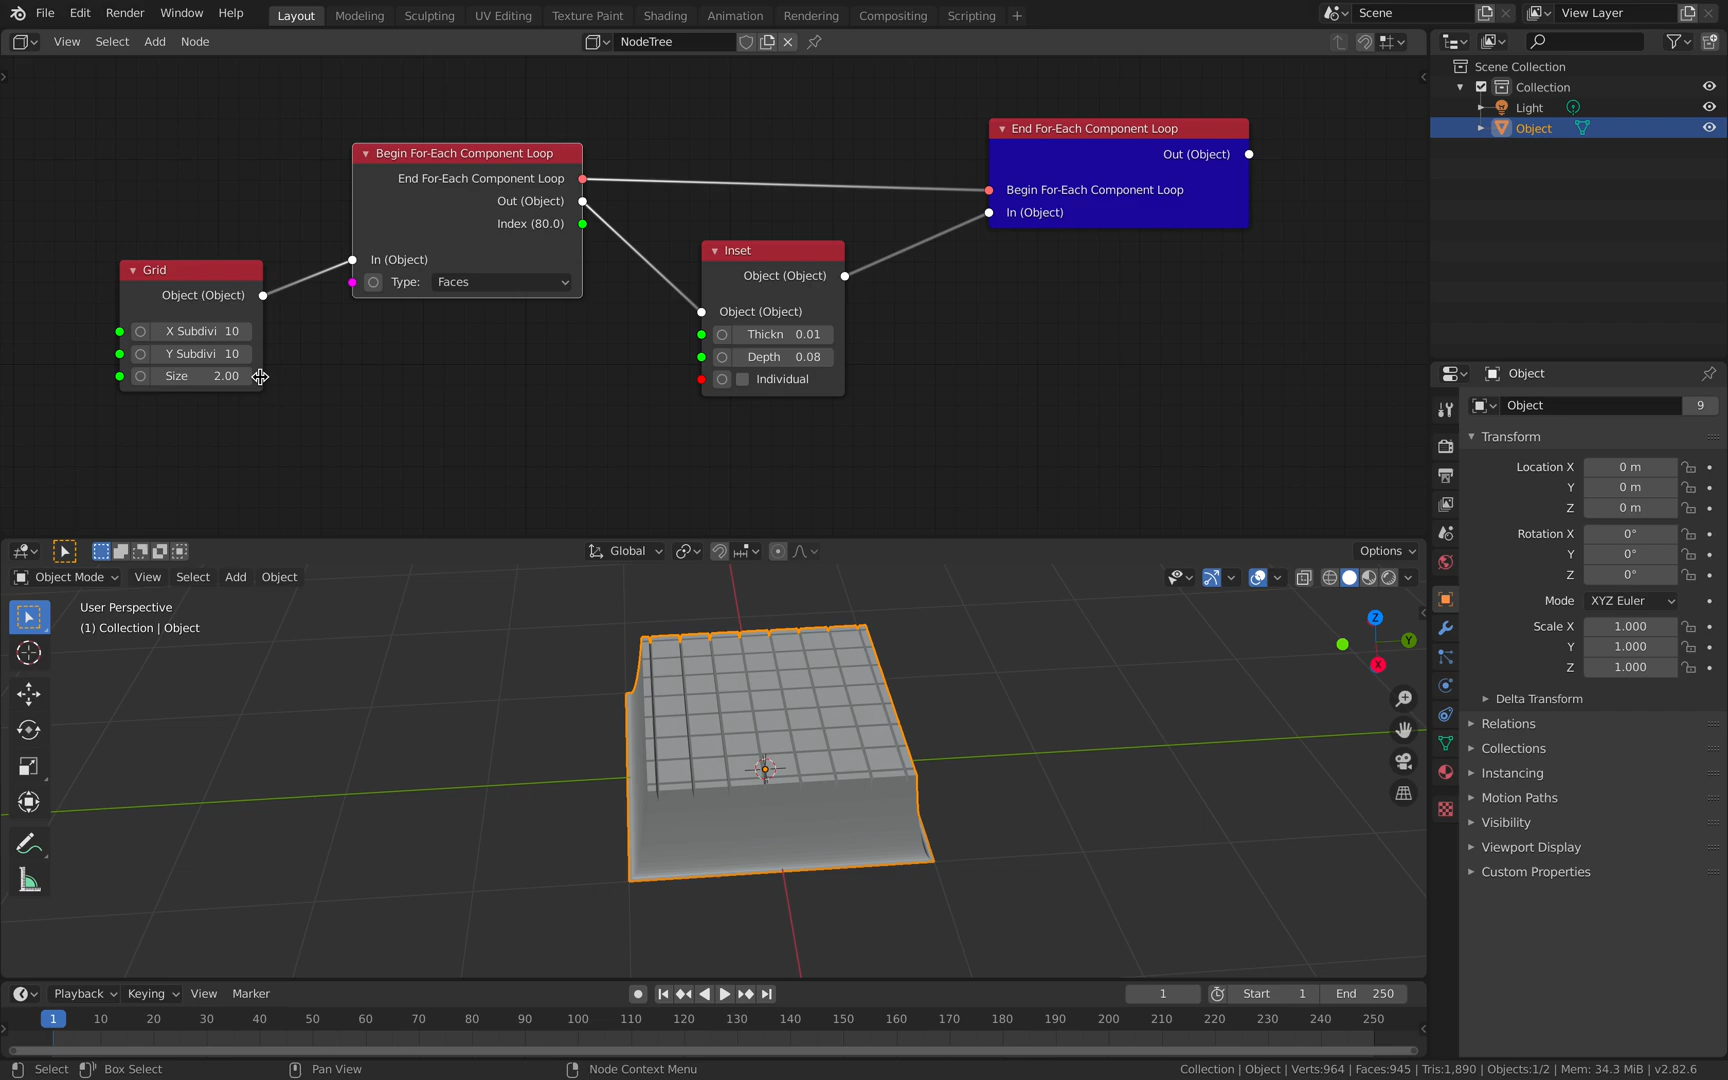 File Edit Render Window Help Layout Modeling Sculpting UV Editing Texture Paint Shading Animation Rendering Compositing Scripting + Scene View Layer
View Select Add Node NodeTree
Scene Collection
Collection
Light
Object
End For-Each Component Loop
Out (Object)
Begin For-Each Component Loop
In (Object)
Begin For-Each Component Loop
End For-Each Component Loop
Out (Object)
Index (80.0)
In (Object)
Type: Faces
Inset
Object (Object)
Object (Object)
Thickn 0.01
Depth 0.08
Individual
Grid
Object (Object)
X Subdivi 10
Y Subdivi 10
Size 2.00
Object
Object 9
Transform
Location X 0 m
Y 0 m
Z 0 m
Rotation X 0°
Y 0°
Z 0°
Mode XYZ Euler
Scale X 1.000
Y 1.000
Z 1.000
Delta Transform
Relations
Collections
Instancing
Motion Paths
Visibility
Viewport Display
Custom Properties
Global Options
Object Mode View Select Add Object
User Perspective
(1) Collection | Object
Z
Y
X
Playback Keying View Marker 1 Start 1 End 250
1 10 20 30 40 50 60 70 80 90 100 110 120 130 140 150 160 170 180 190 200 210 220 230 240 250
Select Box Select Pan View Node Context Menu Collection | Object | Verts:964 | Faces:945 | Tris:1,890 | Objects:1/2 | Mem: 34.3 MiB | v2.82.6